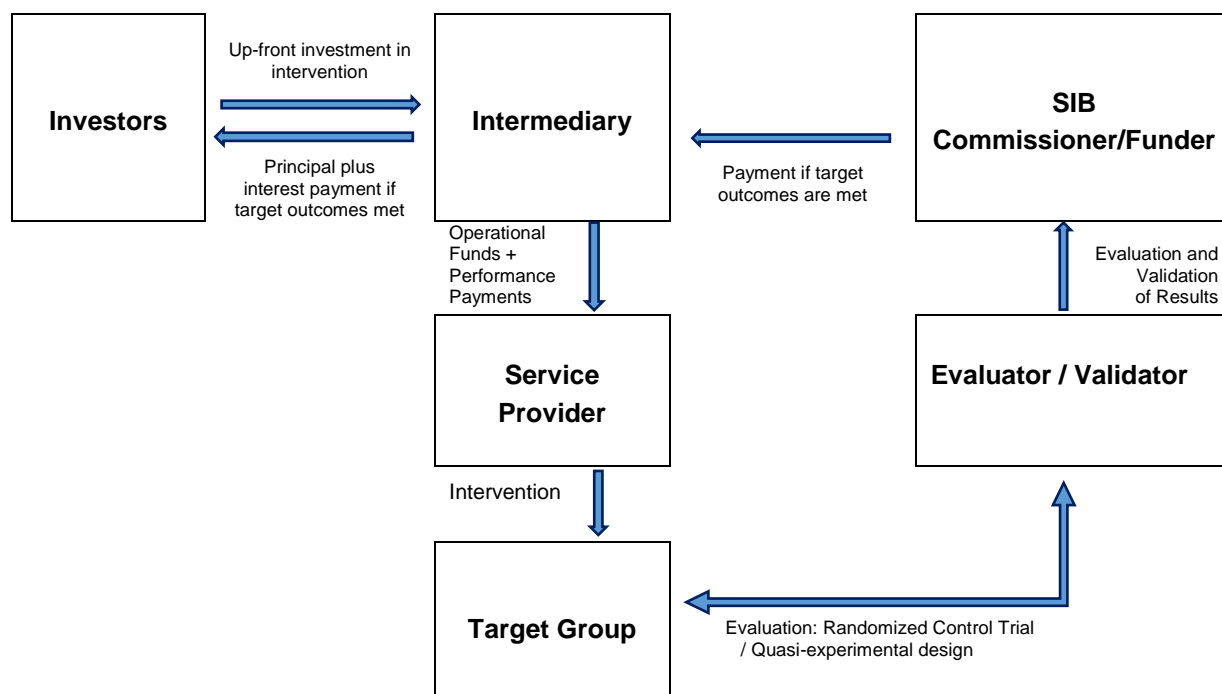 Up-front investment in
intervention
Investors
Intermediary
SIB
Commissioner/Funder
Principal plus
interest payment if
target outcomes met
Payment if target
outcomes are met
Operational
Funds +
Performance
Payments
Evaluation and
Validation
of Results
Service
Provider
Evaluator / Validator
Intervention
Target Group
Evaluation: Randomized Control Trial
/ Quasi-experimental design